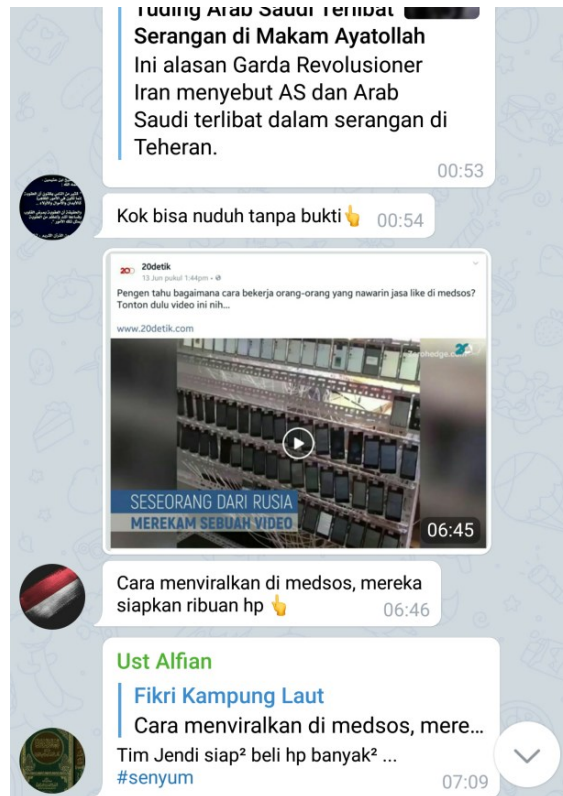 Tuding Arab Saudi Terlibat
Serangan di Makam Ayatollah
Ini alasan Garda Revolusioner
Iran menyebut AS dan Arab
Saudi terlibat dalam serangan di
Teheran.
00:53
Kok bisa nuduh tanpa bukti👆 00:54
20detik
13 Jun pukul 1:44pm
Pengen tahu bagaimana cara bekerja orang-orang yang nawarin jasa like di medsos?
Tonton dulu video ini nih...
www.20detik.com
SESEORANG DARI RUSIA
MEREKAM SEBUAH VIDEO
06:45
Cara menviralkan di medsos, mereka
siapkan ribuan hp 👆 06:46
Ust Alfian
Fikri Kampung Laut
Cara menviralkan di medsos, mere...
Tim Jendi siap² beli hp banyak² ...
#senyum
07:09